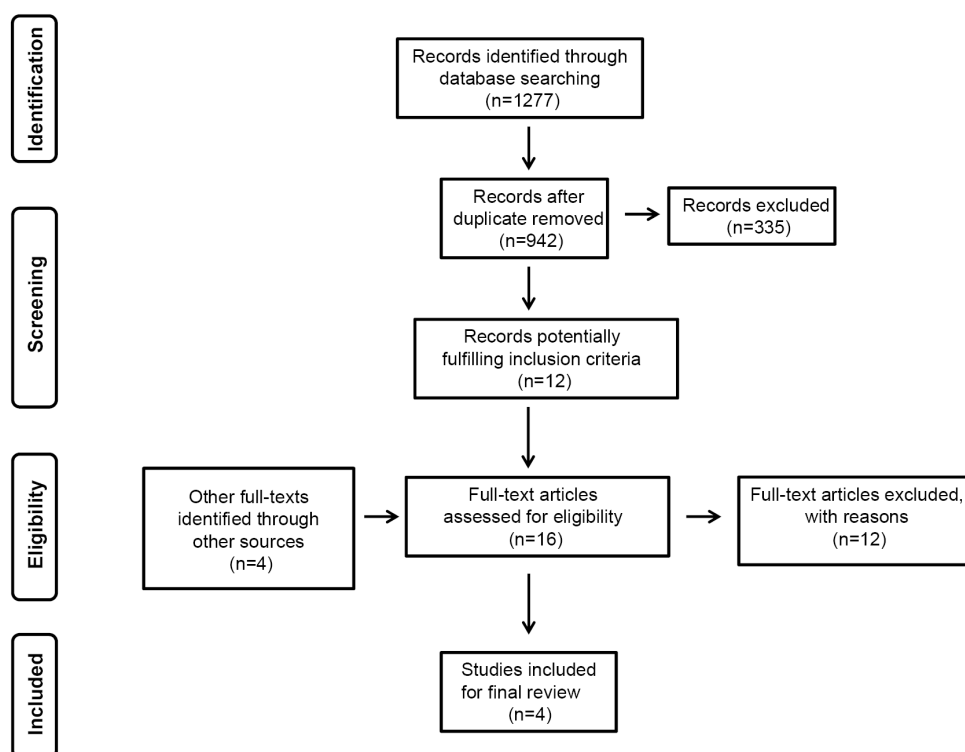 Identification
Records identified through
database searching
(n=1277)
Records after
duplicate removed
(n=942)
Records excluded
(n=335)
Screening
Records potentially
fulfilling inclusion criteria
(n=12)
Eligibility
Other full-texts
identified through
other sources
(n=4)
Full-text articles
assessed for eligibility
(n=16)
Full-text articles excluded,
with reasons
(n=12)
Included
Studies included
for final review
(n=4)